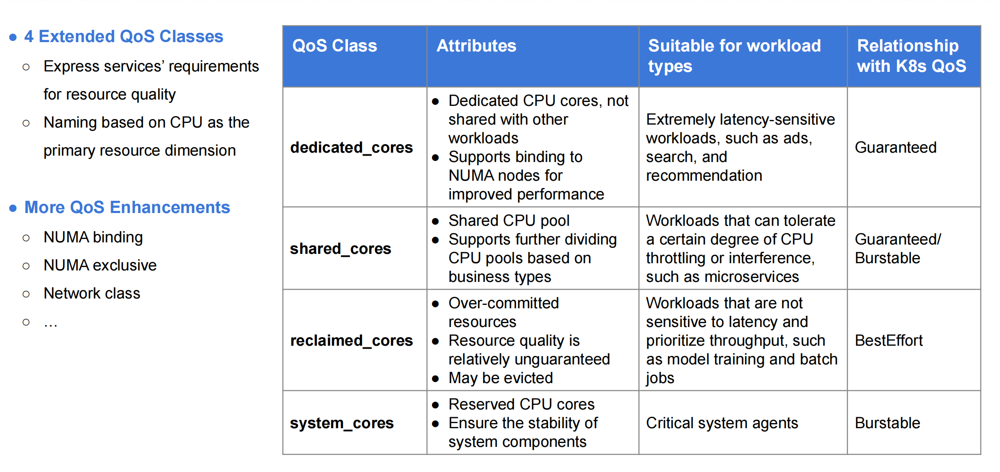 ● 4 Extended QoS Classes
○ Express services’ requirements
for resource quality
○ Naming based on CPU as the
primary resource dimension
● More QoS Enhancements
○ NUMA binding
○ NUMA exclusive
○ Network class
○ …
QoS Class
Attributes
Suitable for workload
types
Relationship
with K8s QoS
dedicated_cores
● Dedicated CPU cores, not
shared with other
workloads
● Supports binding to
NUMA nodes for
improved performance
Extremely latency-sensitive
workloads, such as ads,
search, and
recommendation
Guaranteed
shared_cores
● Shared CPU pool
● Supports further dividing
CPU pools based on
business types
Workloads that can tolerate
a certain degree of CPU
throttling or interference,
such as microservices
Guaranteed/
Burstable
reclaimed_cores
● Over-committed
resources
● Resource quality is
relatively unguaranteed
● May be evicted
Workloads that are not
sensitive to latency and
prioritize throughput, such
as model training and batch
jobs
BestEffort
system_cores
● Reserved CPU cores
● Ensure the stability of
system components
Critical system agents
Burstable